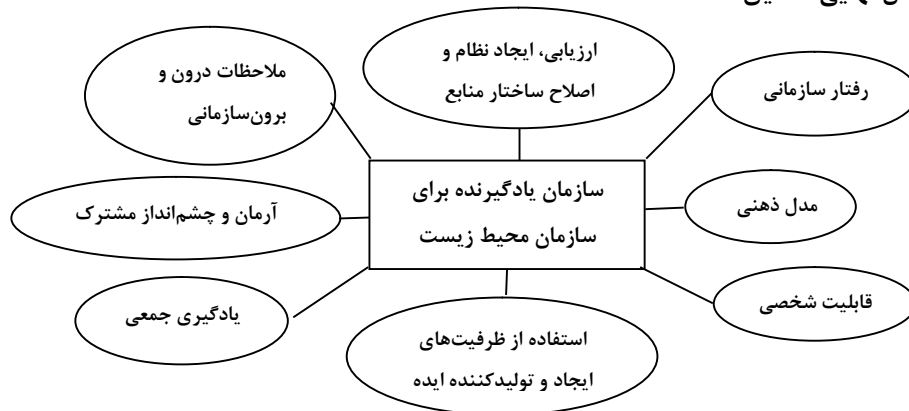 ارزیابی، ایجاد نظام و
اصلاح ساختار منابع
رفتار سازمانی
ملاحظات درون و
برون‌سازمانی
سازمان یادگیرنده برای
سازمان محیط زیست
مدل ذهنی
آرمان و چشم‌انداز مشترک
قابلیت شخصی
یادگیری جمعی
استفاده از ظرفیت‌های
ایجاد و تولیدکننده ایده